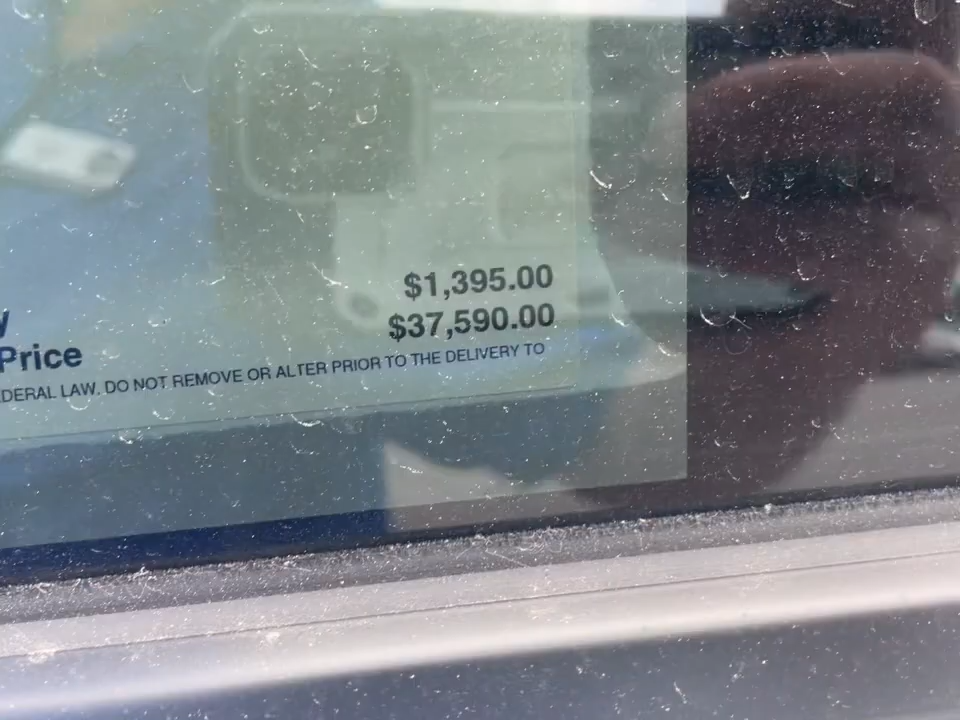 $1,395.00
y $37,590.00
Price
DERAL LAW. DO NOT REMOVE OR ALTER PRIOR TO THE DELIVERY TO